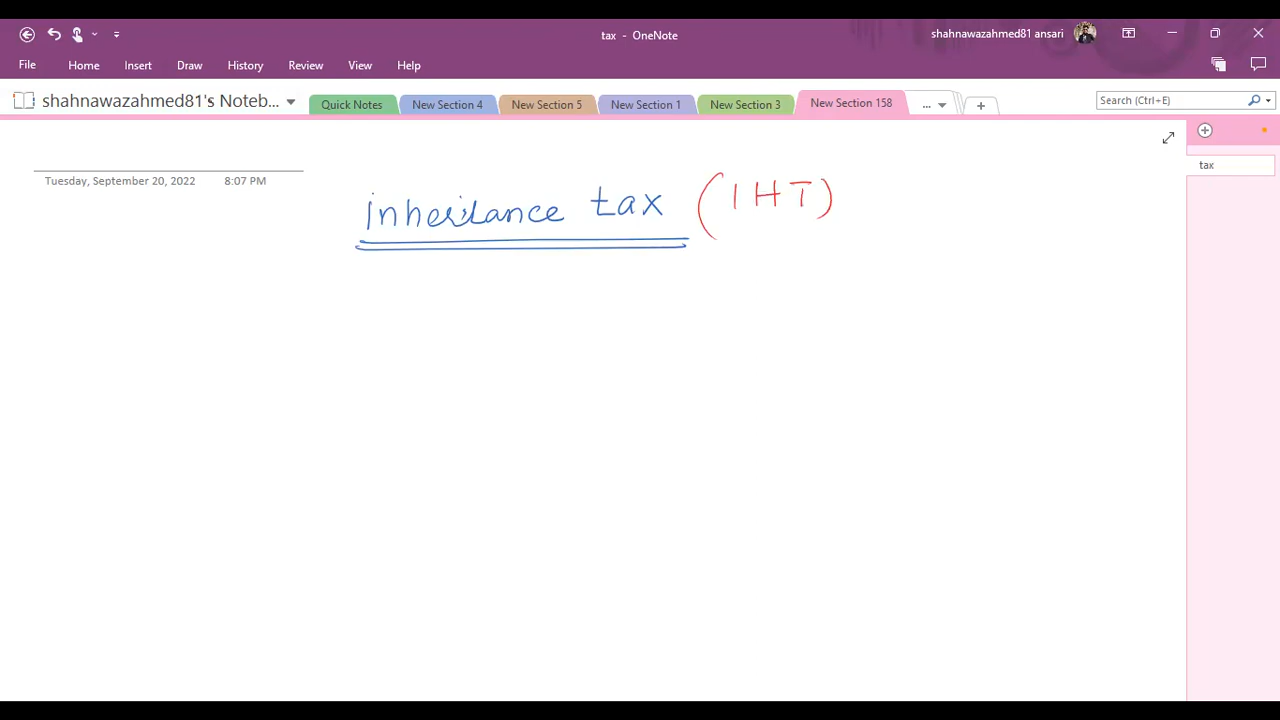 tax - OneNote
shahnawazahmed81 ansari
File Home Insert Draw History Review View Help
shahnawazahmed81's Noteb... Quick Notes New Section 4 New Section 5 New Section 1 New Section 3 New Section 158 ... Search (Ctrl+E)
tax
Tuesday, September 20, 2022 8:07 PM
inheritance tax (IHT)